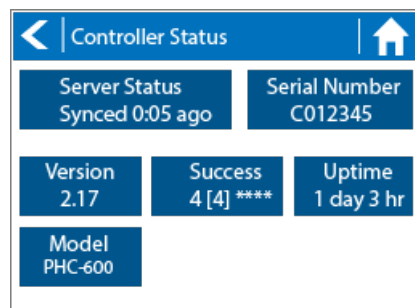 Controller Status
Server Status
Synced 0:05 ago
Serial Number
C012345
Version
2.17
Success
4 [4] ****
Uptime
1 day 3 hr
Model
PHC-600